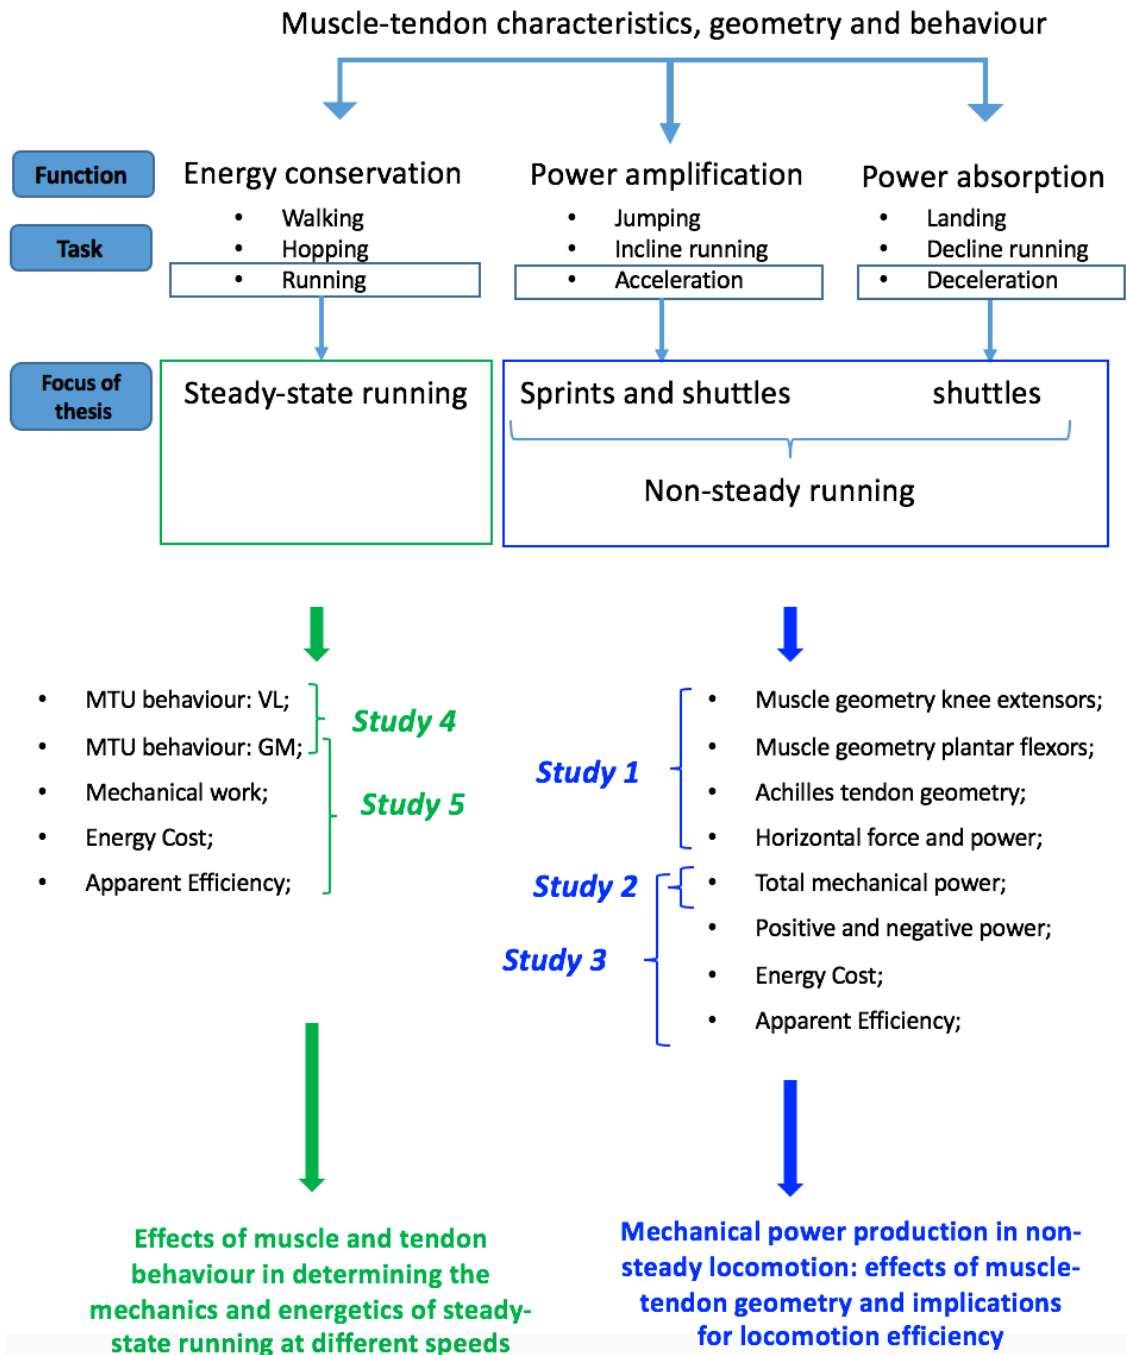 Muscle-tendon characteristics, geometry and behaviour
Function
Energy conservation
Power amplification
Power absorption
Task
• Walking
• Hopping
• Running
• Jumping
• Incline running
• Acceleration
• Landing
• Decline running
• Deceleration
Focus of
thesis
Steady-state running
Sprints and shuttles
shuttles
Non-steady running
• MTU behaviour: VL;
• MTU behaviour: GM;
• Mechanical work;
• Energy Cost;
• Apparent Efficiency;
Study 4
Study 5
Study 1
Study 2
Study 3
• Muscle geometry knee extensors;
• Muscle geometry plantar flexors;
• Achilles tendon geometry;
• Horizontal force and power;
• Total mechanical power;
• Positive and negative power;
• Energy Cost;
• Apparent Efficiency;
Effects of muscle and tendon
behaviour in determining the
mechanics and energetics of steady-
state running at different speeds
Mechanical power production in non-
steady locomotion: effects of muscle-
tendon geometry and implications
for locomotion efficiency